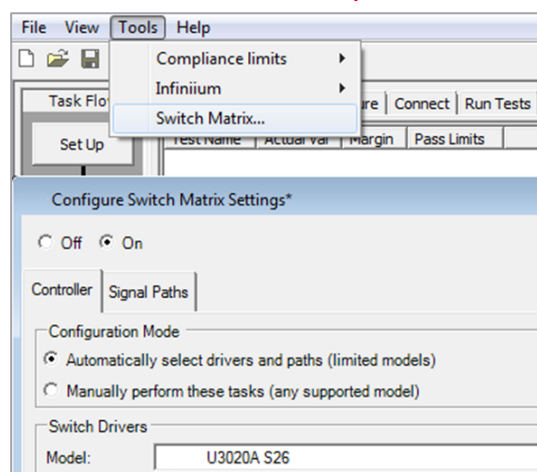 File View Tools Help
Compliance limits
Infiniium
Switch Matrix...
Task Flo
re Connect Run Tests
Set Up
Test Name Actual Val Margin Pass Limits
Configure Switch Matrix Settings*
Off On
Controller Signal Paths
Configuration Mode
Automatically select drivers and paths (limited models)
Manually perform these tasks (any supported model)
Switch Drivers
Model: U3020A S26